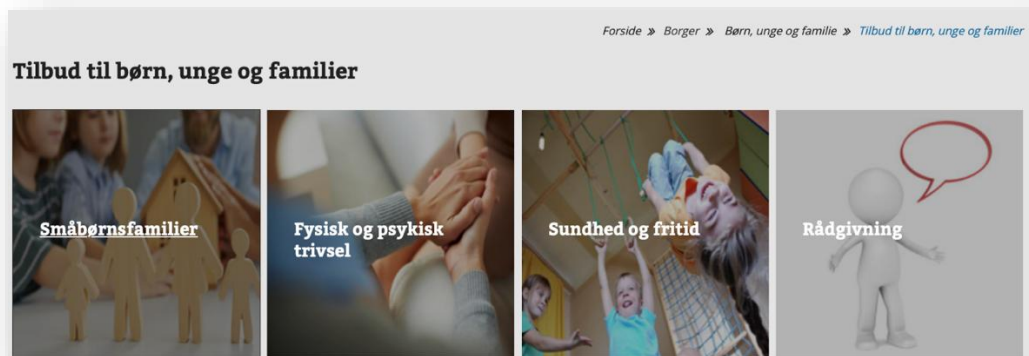 Forside » Borger » Børn, unge og familie » Tilbud til børn, unge og familier
Tilbud til børn, unge og familier
Småbørnsfamilier
Fysisk og psykisk
trivsel
Sundhed og fritid
Rådgivning